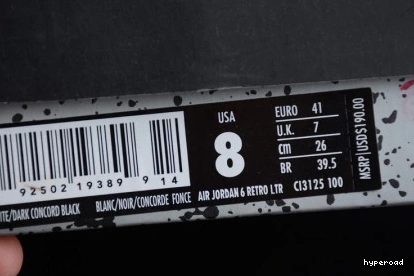 USA
8
EURO 41
U.K. 7
cm 26
BR 39.5
MSRP|USD$190.00
92502 19389 9 14
TE/DARK CONCORD BLACK BLANC/NOIR/CONCORDE FONCE AIR JORDAN 6 RETRO LTR CI3125 100
hyperoad